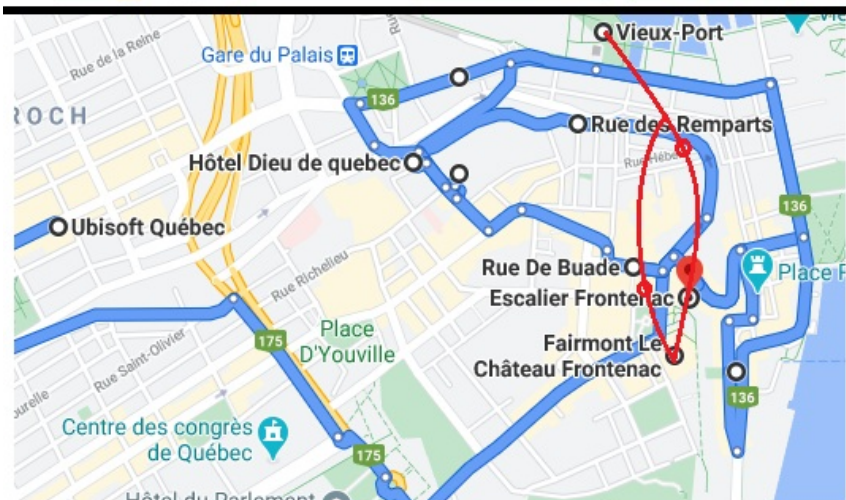 Vieux-Port
Rue de la Reine
Gare du Palais
ROCH
136
Rue des Remparts
Rue Hébe
Hôtel Dieu de quebec
136
Ubisoft Québec
Rue De Buade
Place
Escalier Frontenac
Rue Richelieu
175
Place
D'Youville
Fairmont Le
Château Frontenac
Rue Saint-Olivier
136
Centre des congrès
de Québec
175
Hôtel du Parlement